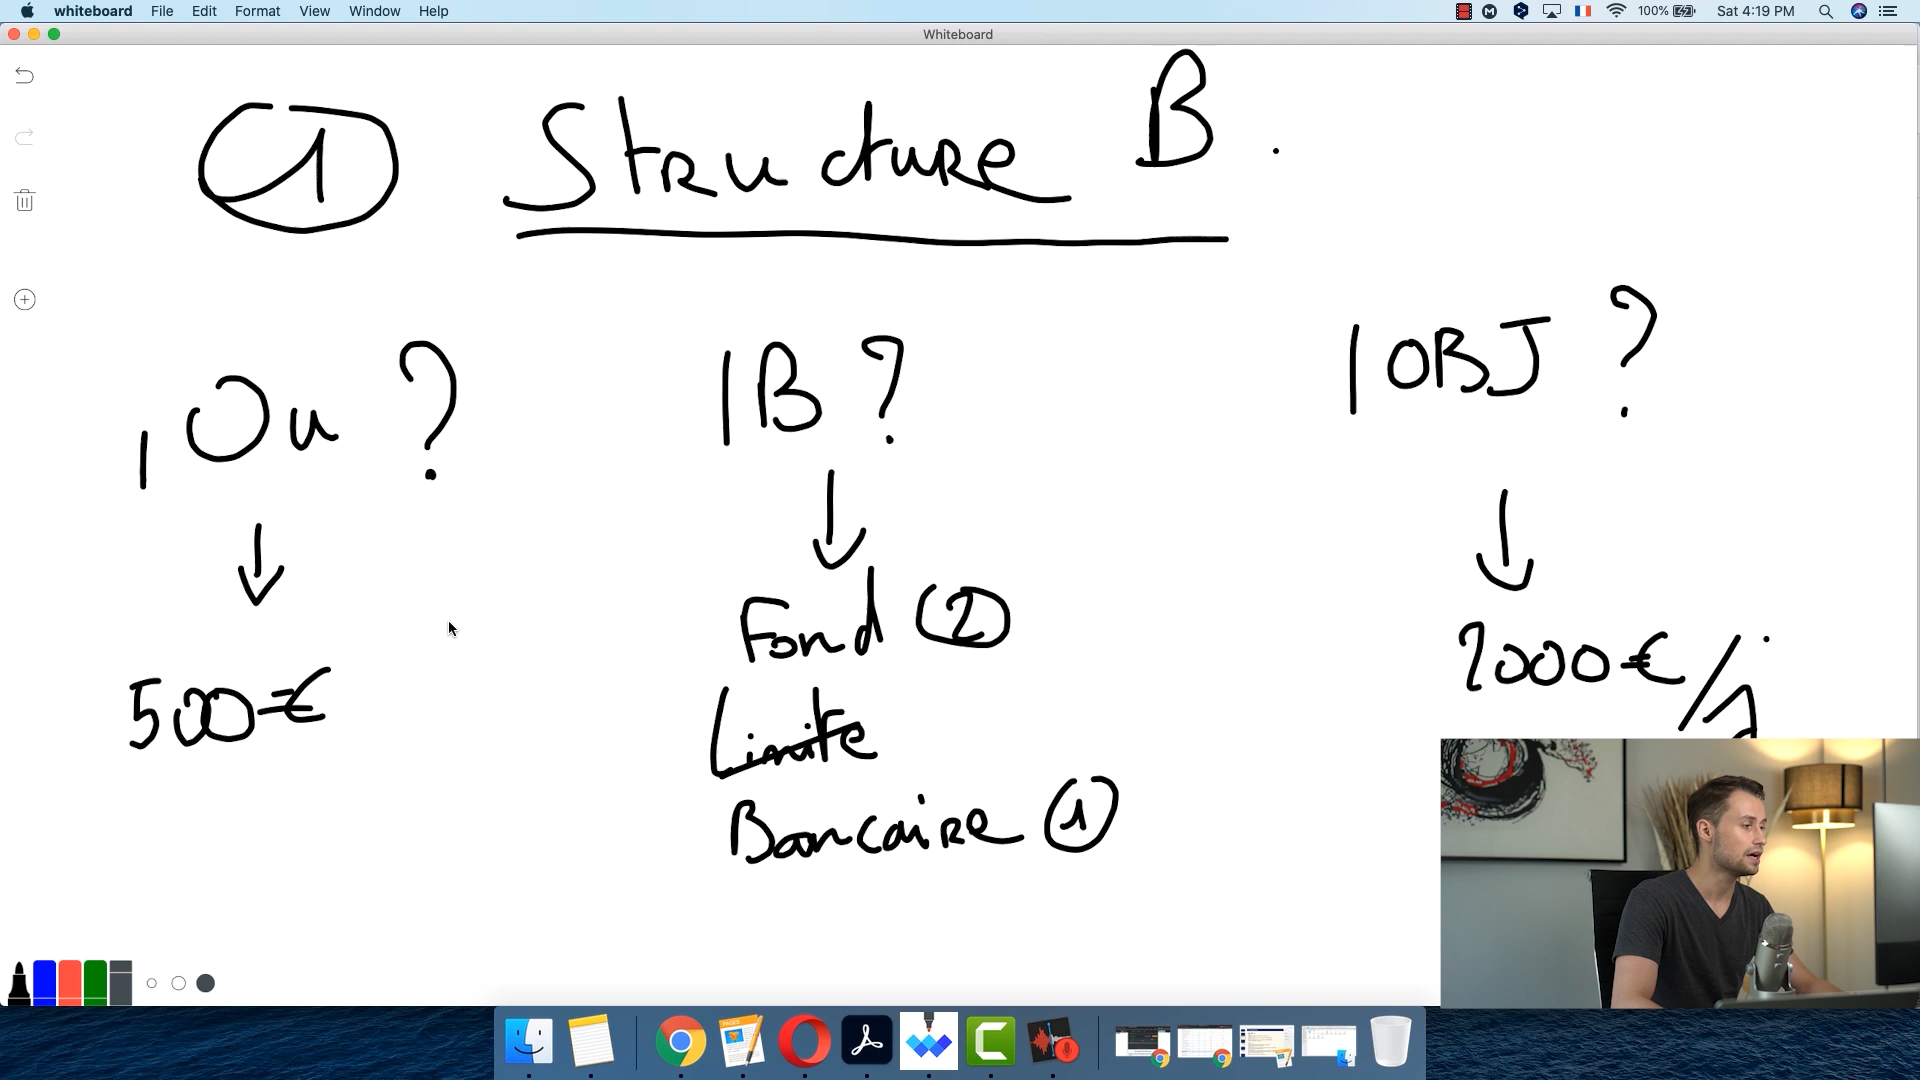 whiteboard File Edit Format View Window Help 100% Sat 4:19 PM
Whiteboard
1 Structure B.
1 Ou ?
1 B ?
1 OBJ ?
500€
Fond 2
2000€/j
Limite
Bancaire 1